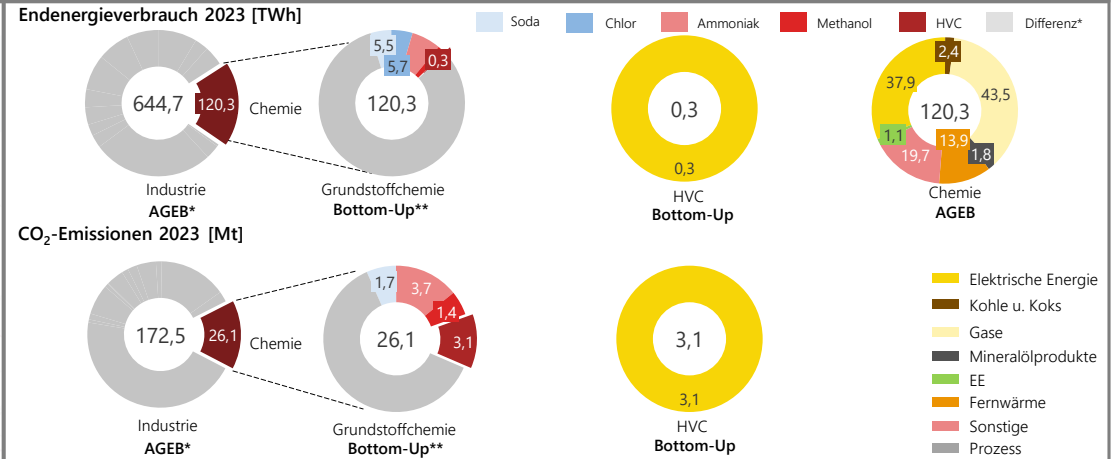 Endenergieverbrauch 2023 [TWh]
Soda
Chlor
Ammoniak
Methanol
HVC
Differenz*
644,7
120,3
Chemie
Industrie
AGEB*
5,5
5,7
0,3
120,3
Grundstoffchemie
Bottom-Up**
0,3
0,3
HVC
Bottom-Up
2,4
37,9
43,5
120,3
1,1
13,9
1,8
19,7
Chemie
AGEB
CO₂-Emissionen 2023 [Mt]
172,5
26,1
Chemie
Industrie
AGEB*
1,7
3,7
1,4
26,1
3,1
Grundstoffchemie
Bottom-Up**
3,1
3,1
HVC
Bottom-Up
Elektrische Energie
Kohle u. Koks
Gase
Mineralölprodukte
EE
Fernwärme
Sonstige
Prozess